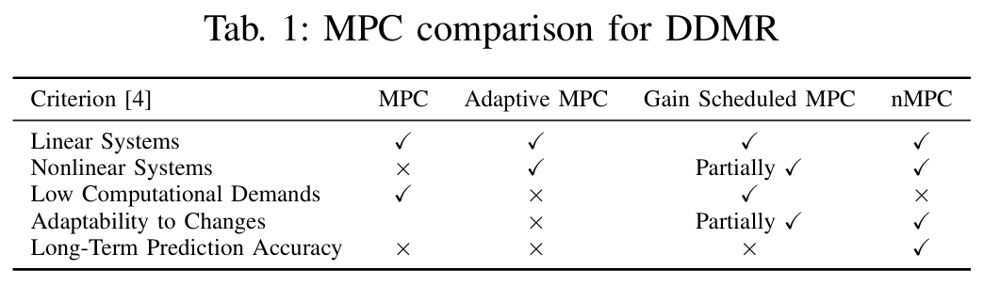 Tab. 1: MPC comparison for DDMR
Criterion [4] MPC Adaptive MPC Gain Scheduled MPC nMPC
Linear Systems ✓ ✓ ✓ ✓
Nonlinear Systems × ✓ Partially ✓ ✓
Low Computational Demands ✓ × ✓ ×
Adaptability to Changes × Partially ✓ ✓
Long-Term Prediction Accuracy × × × ✓